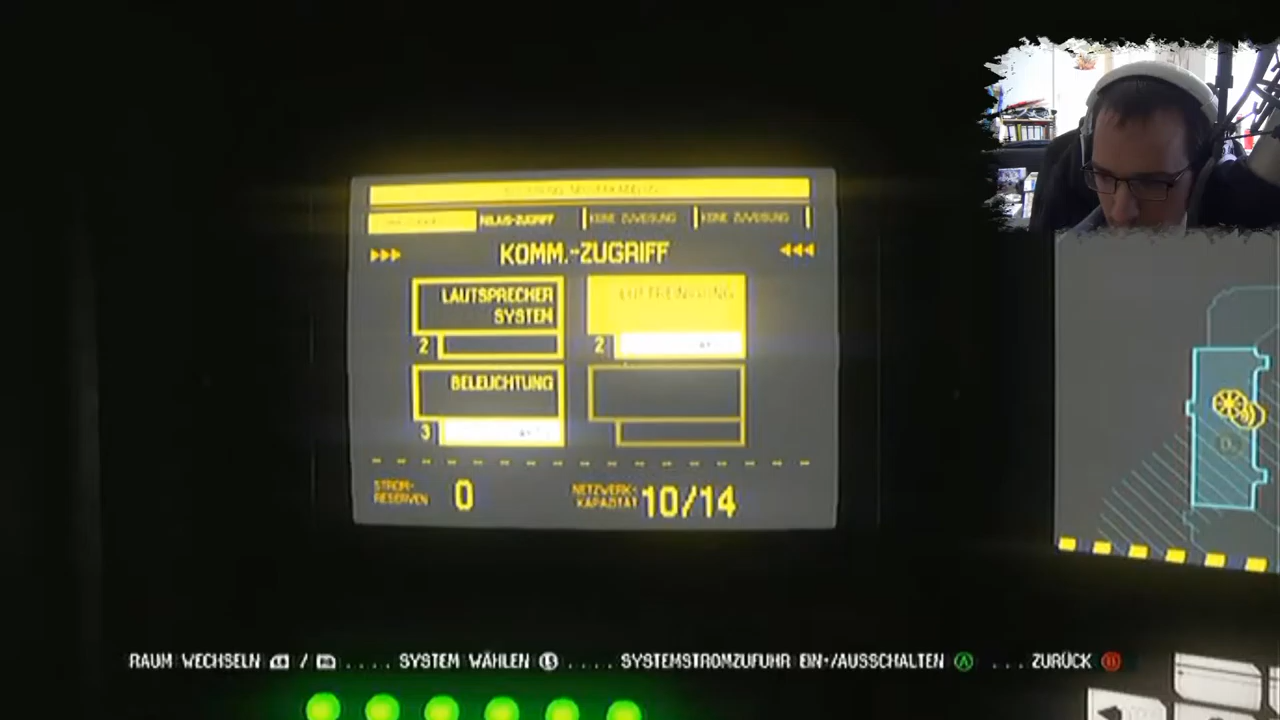 RELAIS-ZUGRIFF
KEINE ZUWEISUNG
KEINE ZUWEISUNG
KOMM.-ZUGRIFF
LAUTSPRECHER
SYSTEM
2
LUFTREINIGUNG
2
BELEUCHTUNG
3
STROM-
RESERVEN
0
NETZWERK-
KAPAZITÄT
10/14
RAUM WECHSELN / .... SYSTEM WÄHLEN L .... SYSTEMSTROMZUFUHR EIN-/AUSSCHALTEN A ... ZURÜCK B